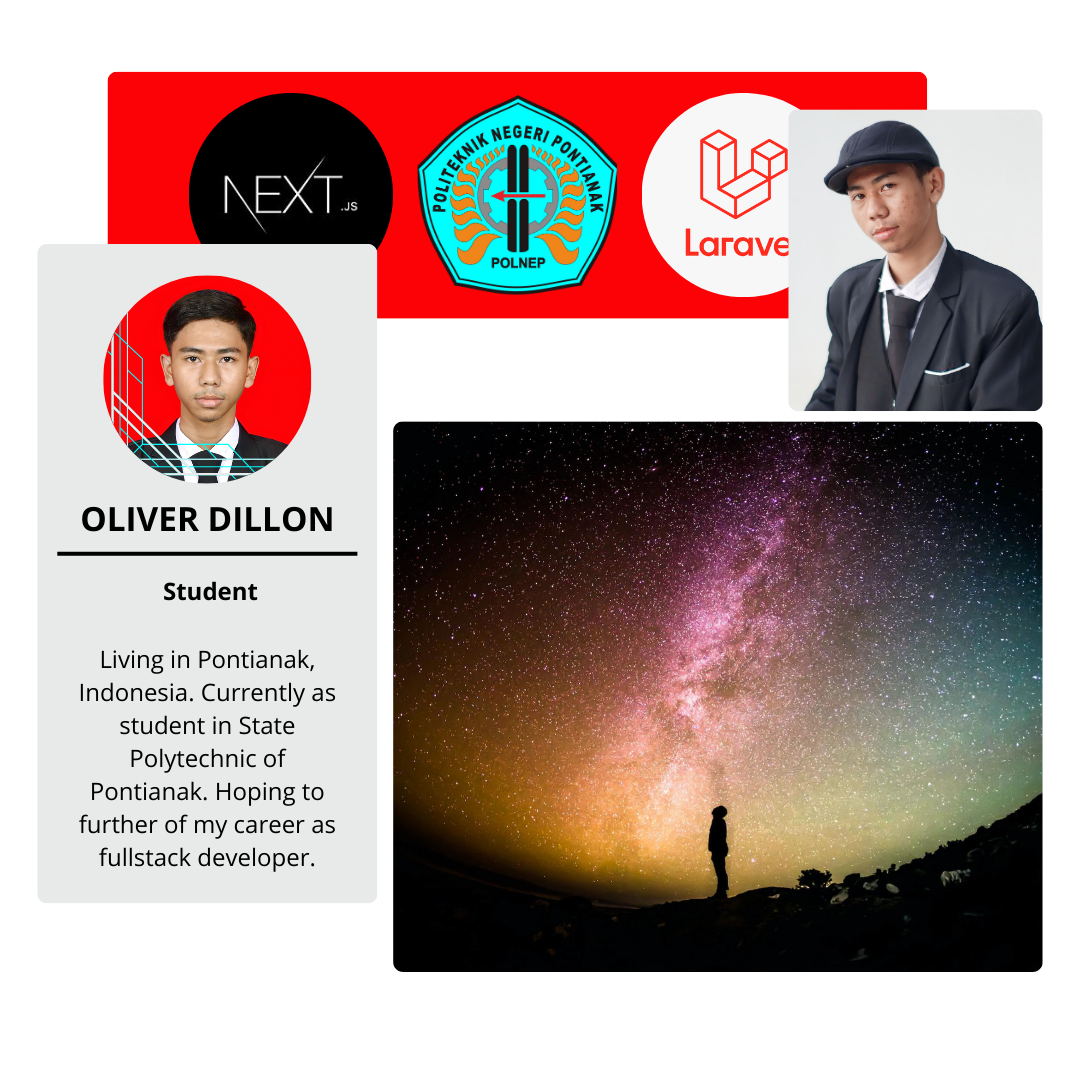 NEXT.JS
POLITEKNIK NEGERI PONTIANAK
POLNEP
Larave
OLIVER DILLON
Student
Living in Pontianak,
Indonesia. Currently as
student in State
Polytechnic of
Pontianak. Hoping to
further of my career as
fullstack developer.